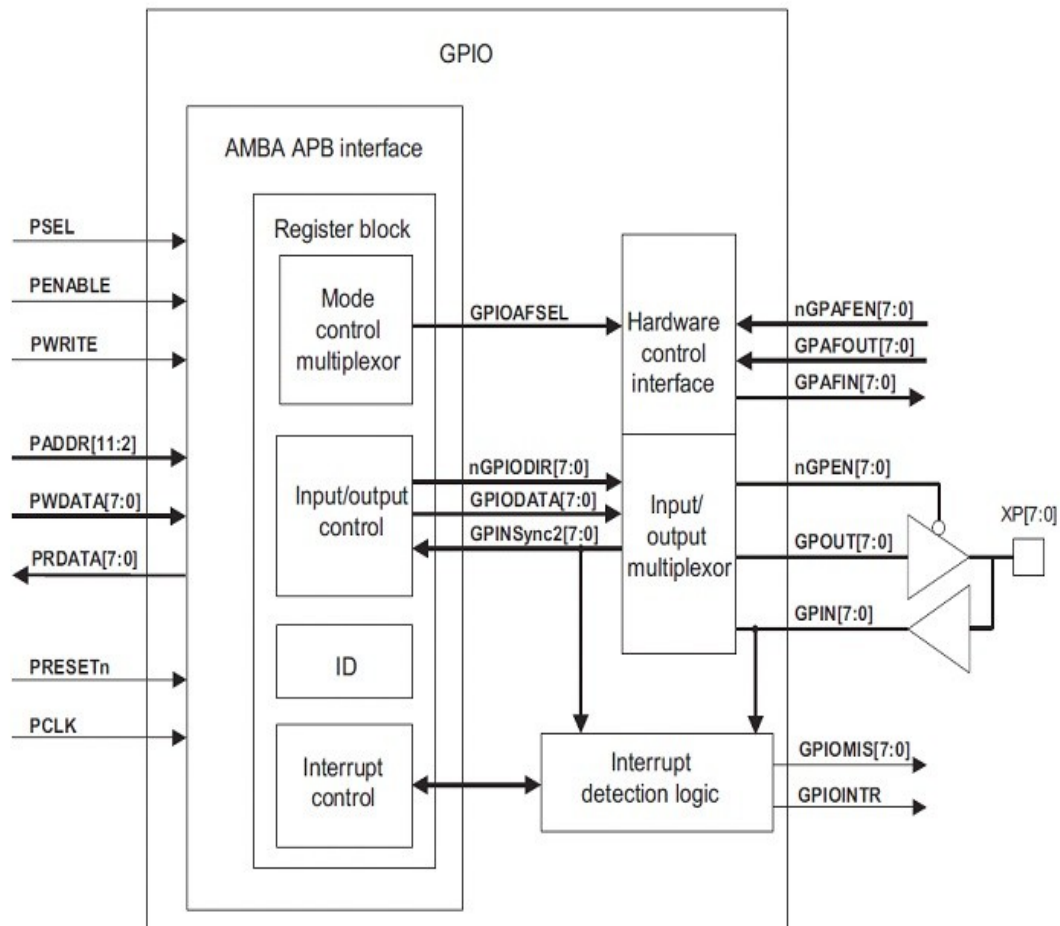 GPIO
AMBA APB interface
Register block
PSEL
PENABLE
PWRITE
PADDR[11:2]
PWDATA[7:0]
PRDATA[7:0]
PRESETn
PCLK
Mode
control
multiplexor
Input/output
control
ID
Interrupt
control
GPIOAFSEL
nGPIODIR[7:0]
GPIODATA[7:0]
GPINSync2[7:0]
Hardware
control
interface
Input/
output
multiplexor
Interrupt
detection logic
nGPAFEN[7:0]
GPAFOUT[7:0]
GPAFIN[7:0]
nGPEN[7:0]
GPOUT[7:0]
GPIN[7:0]
XP[7:0]
GPIOMIS[7:0]
GPIOINTR